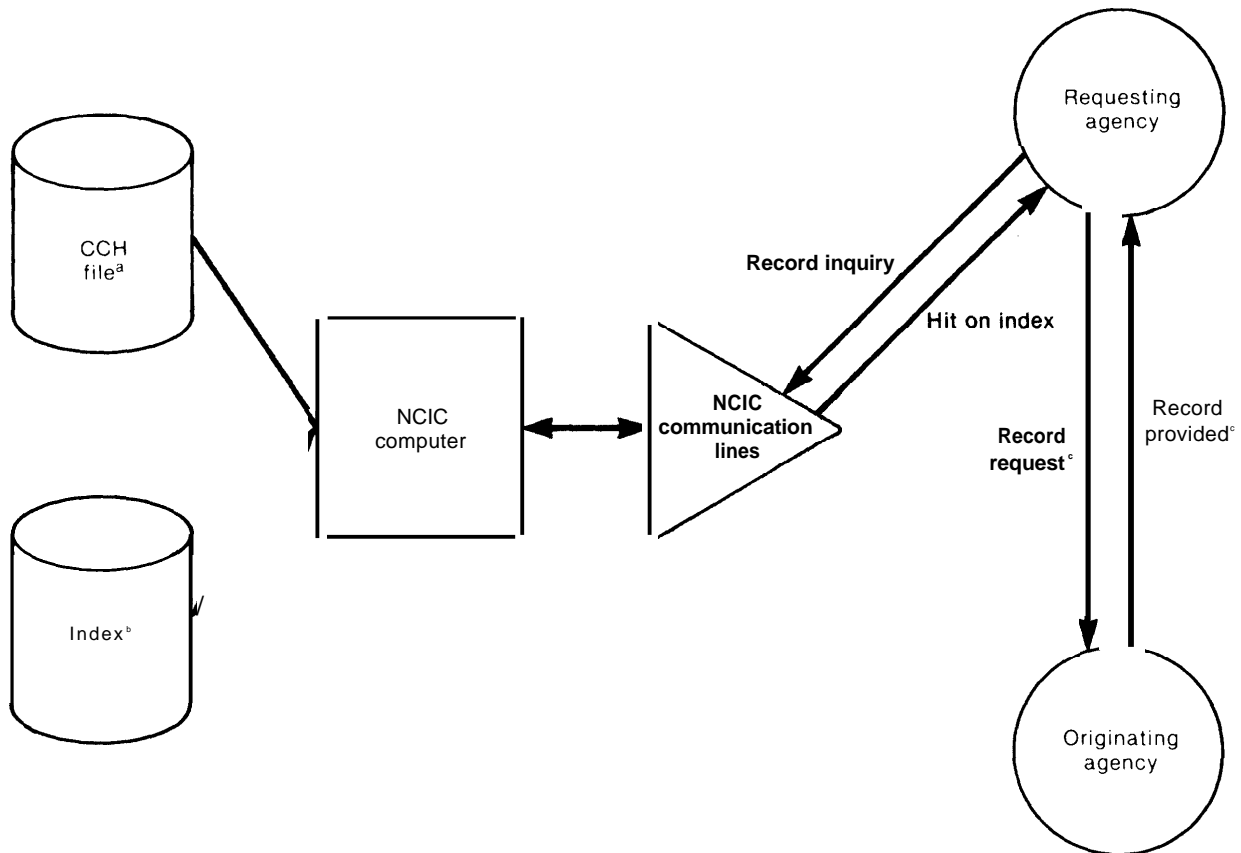 Requesting
agency
CCH
file^a
Record inquiry
Hit on index
NCIC
computer
NCIC
communication
lines
Record
request^c
Record
provided^c
Index^b
Originating
agency